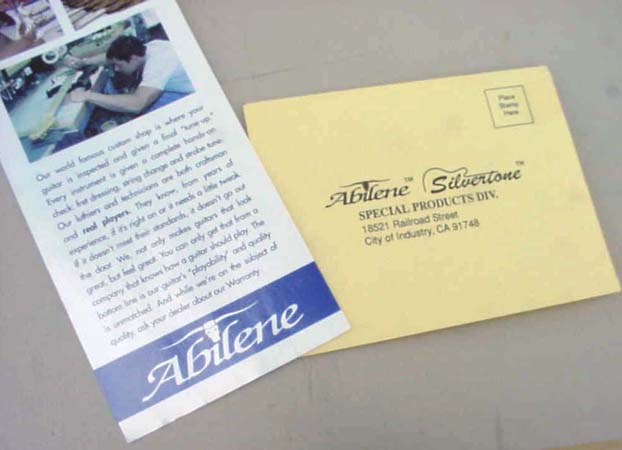 Our world famous custom shop is where your
guitar is inspected and given a final "tune-up."
Every instrument is given a complete hands-on
check: fret dressing, string change and strobe tune.
Our luthiers and technicians are both craftsman
and real players. They know, from years of
experience, if it's right on or it needs a little tweak.
If it doesn't meet their standards, it doesn't go out
the door. We, not only, makes guitars that look
great, but feel great. You can only get that from a
company that knows how a guitar should play. The
bottom line is our guitar's "playability" and quality
is unmatched. And while we're on the subject of
quality, ask your dealer about our Warranty.
Abilene
Place
Stamp
Here
Abilene™ Silvertone™
SPECIAL PRODUCTS DIV.
18521 Railroad Street
City of Industry, CA 91748